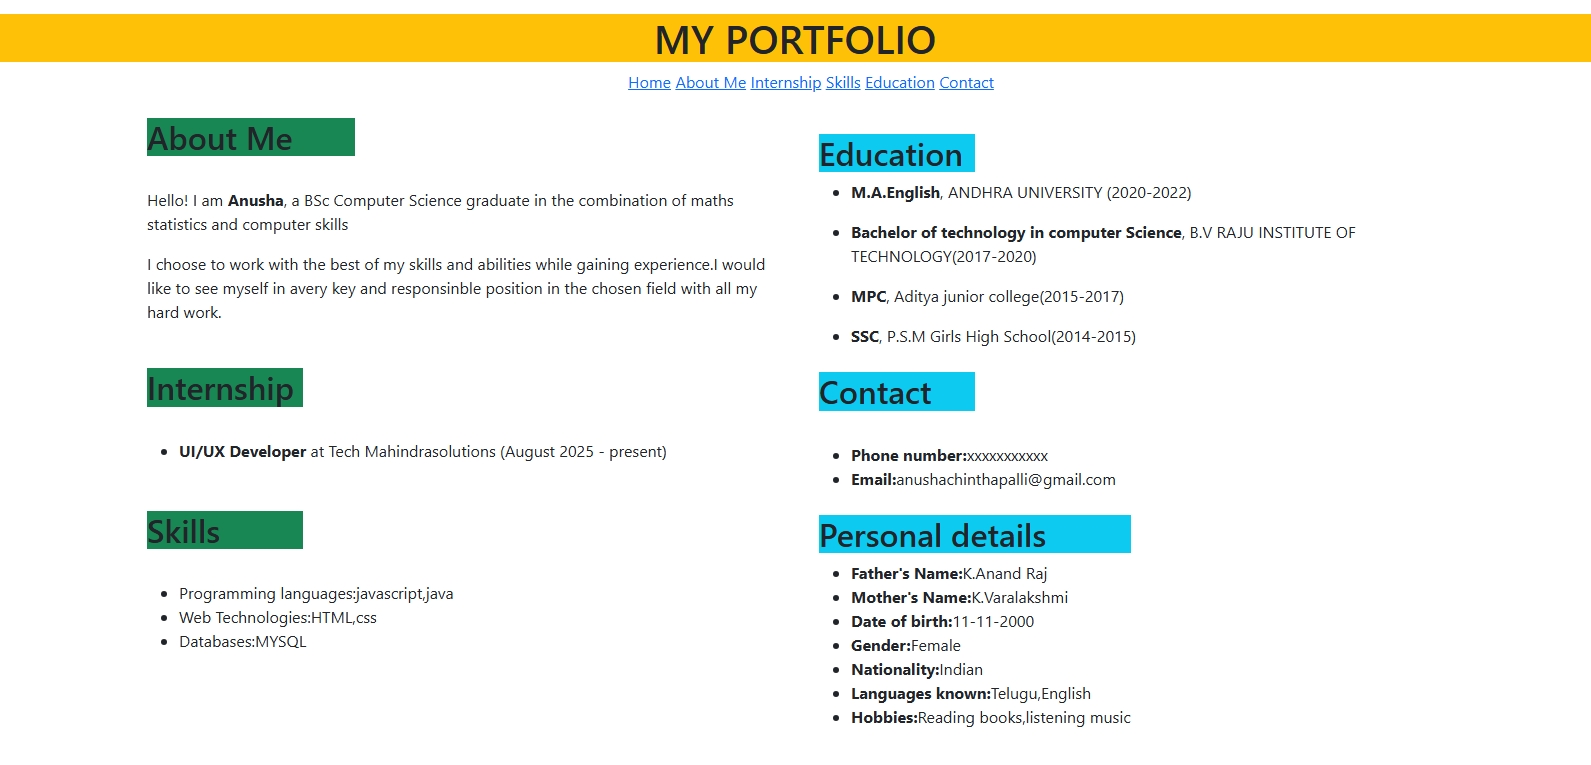 MY PORTFOLIO
Home About Me Internship Skills Education Contact
About Me
Hello! I am Anusha, a BSc Computer Science graduate in the combination of maths
statistics and computer skills
I choose to work with the best of my skills and abilities while gaining experience.I would
like to see myself in avery key and responsinble position in the chosen field with all my
hard work.
Internship
UI/UX Developer at Tech Mahindrasolutions (August 2025 - present)
Skills
Programming languages:javascript,java
Web Technologies:HTML,css
Databases:MYSQL
Education
M.A.English, ANDHRA UNIVERSITY (2020-2022)
Bachelor of technology in computer Science, B.V RAJU INSTITUTE OF
TECHNOLOGY(2017-2020)
MPC, Aditya junior college(2015-2017)
SSC, P.S.M Girls High School(2014-2015)
Contact
Phone number:xxxxxxxxxxx
Email:anushachinthapalli@gmail.com
Personal details
Father's Name:K.Anand Raj
Mother's Name:K.Varalakshmi
Date of birth:11-11-2000
Gender:Female
Nationality:Indian
Languages known:Telugu,English
Hobbies:Reading books,listening music